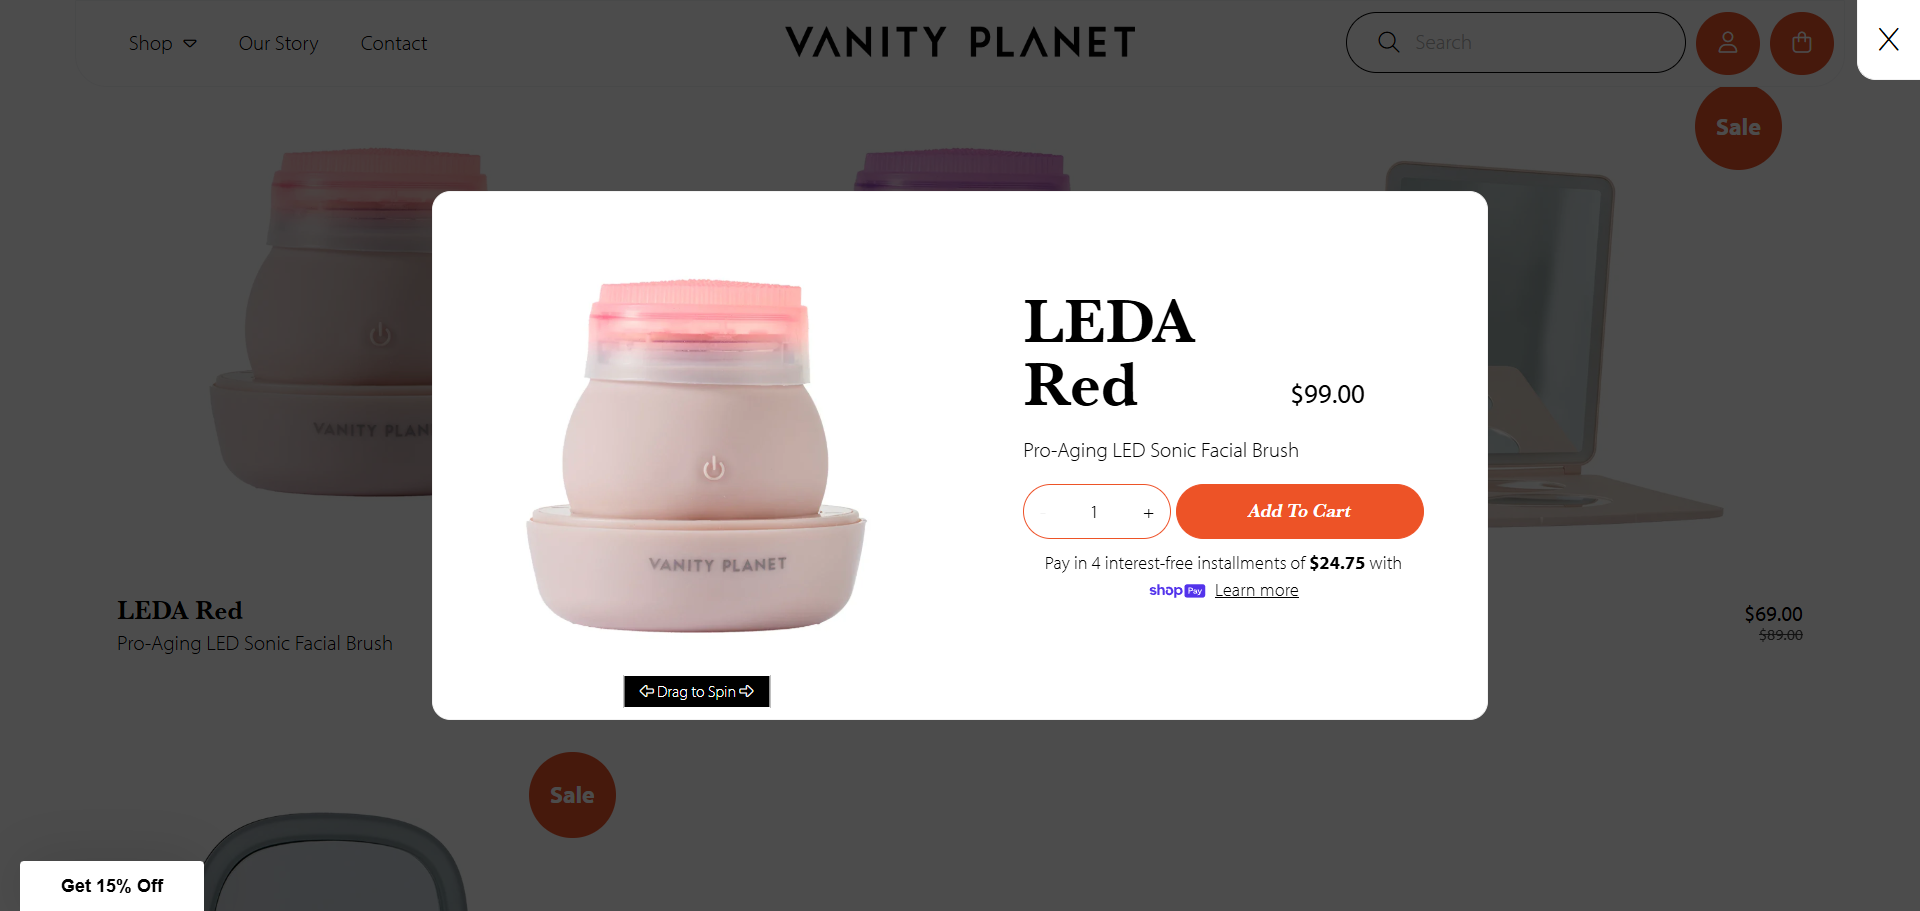 Shop
Our Story
Contact
VANITY PLANET
Search
X
Sale
VANITY PLAN
LEDA
Red
$99.00
Pro-Aging LED Sonic Facial Brush
1
+
Add To Cart
Pay in 4 interest-free installments of $24.75 with
shop Pay Learn more
VANITY PLANET
Drag to Spin
LEDA Red
Pro-Aging LED Sonic Facial Brush
$69.00
$89.00
Sale
Get 15% Off